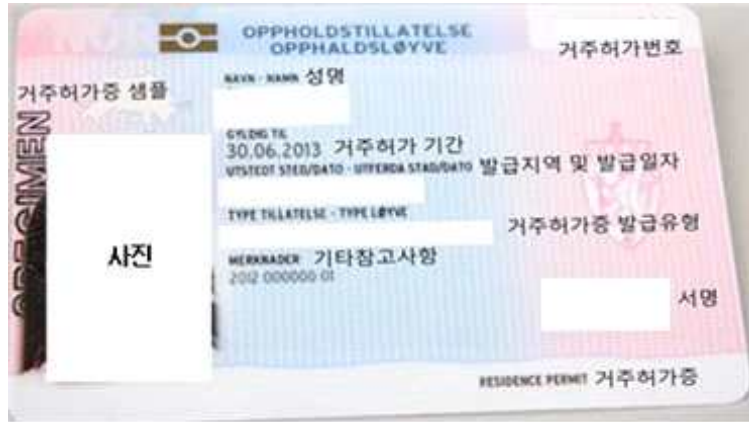 NOR
OPPHOLDSTILLATELSE
OPPHALDSLØYVE
거주허가번호
NAVN · NAMN 성명
거주허가증 샘플
SPECIMEN
GYLDIG TIL
30.06.2013 거주허가 기간
UTSTEDT STED/DATO · UTFERDA STAD/DATO 발급지역 및 발급일자
TYPE TILLATELSE · TYPE LØYVE
거주허가증 발급유형
사진
MERKNADER 기타참고사항
2012 000000 01
서명
RESIDENCE PERMIT 거주허가증